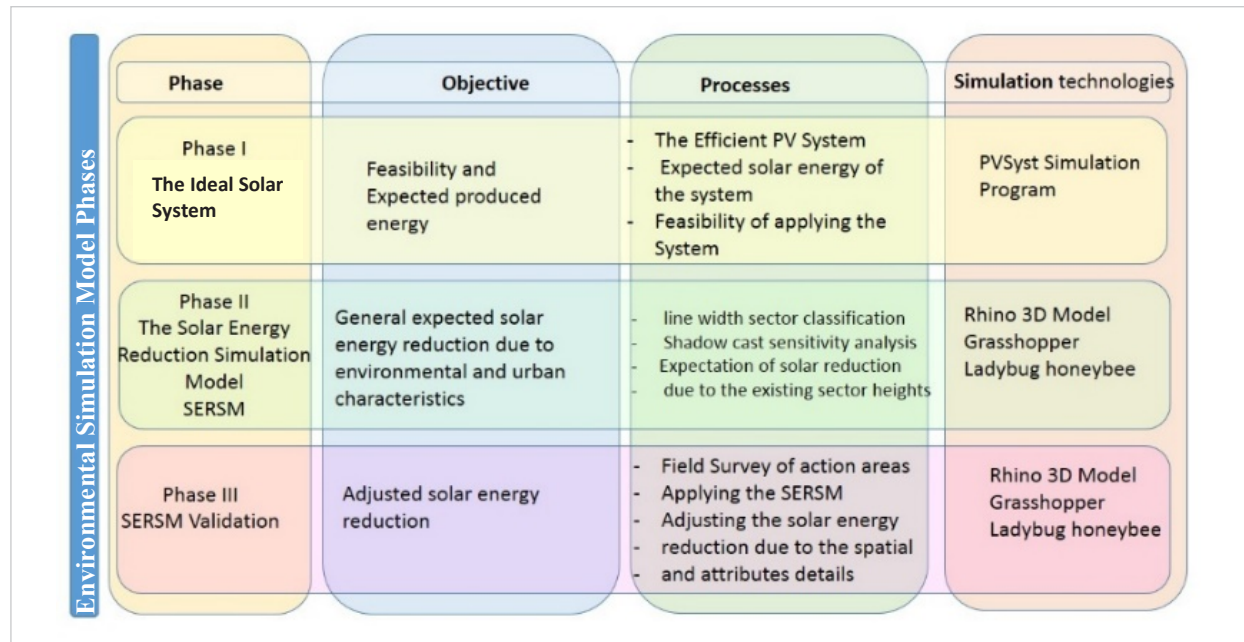 Environmental Simulation Model Phases
Phase
Objective
Processes
Simulation technologies
Phase I
The Ideal Solar
System
Feasibility and
Expected produced
energy
- The Efficient PV System
- Expected solar energy of
the system
- Feasibility of applying the
System
PVSyst Simulation
Program
Phase II
The Solar Energy
Reduction Simulation
Model
SERSM
General expected solar
energy reduction due to
environmental and urban
characteristics
- line width sector classification
- Shadow cast sensitivity analysis
- Expectation of solar reduction
- due to the existing sector heights
Rhino 3D Model
Grasshopper
Ladybug honeybee
Phase III
SERSM Validation
Adjusted solar energy
reduction
- Field Survey of action areas
- Applying the SERSM
- Adjusting the solar energy
- reduction due to the spatial
- and attributes details
Rhino 3D Model
Grasshopper
Ladybug honeybee